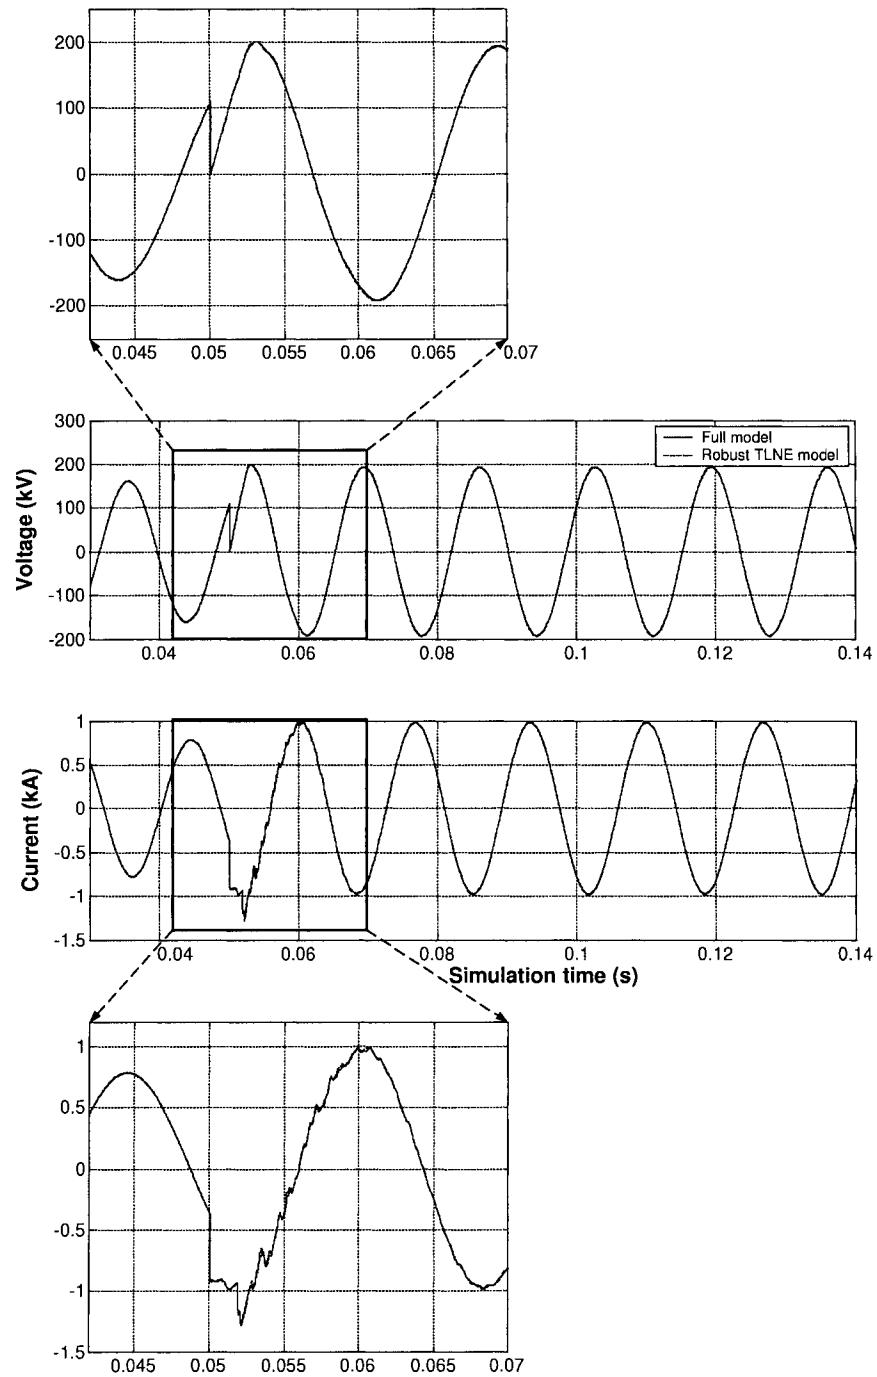 200
100
0
-100
-200
0.045 0.05 0.055 0.06 0.065 0.07
300
200
100
0
-100
-200
Voltage (kV)
Full model
Robust TLNE model
0.04 0.06 0.08 0.1 0.12 0.14
1
0.5
0
-0.5
-1
-1.5
Current (kA)
0.04 0.06 0.08 0.1 0.12 0.14
Simulation time (s)
1
0.5
0
-0.5
-1
-1.5
0.045 0.05 0.055 0.06 0.065 0.07